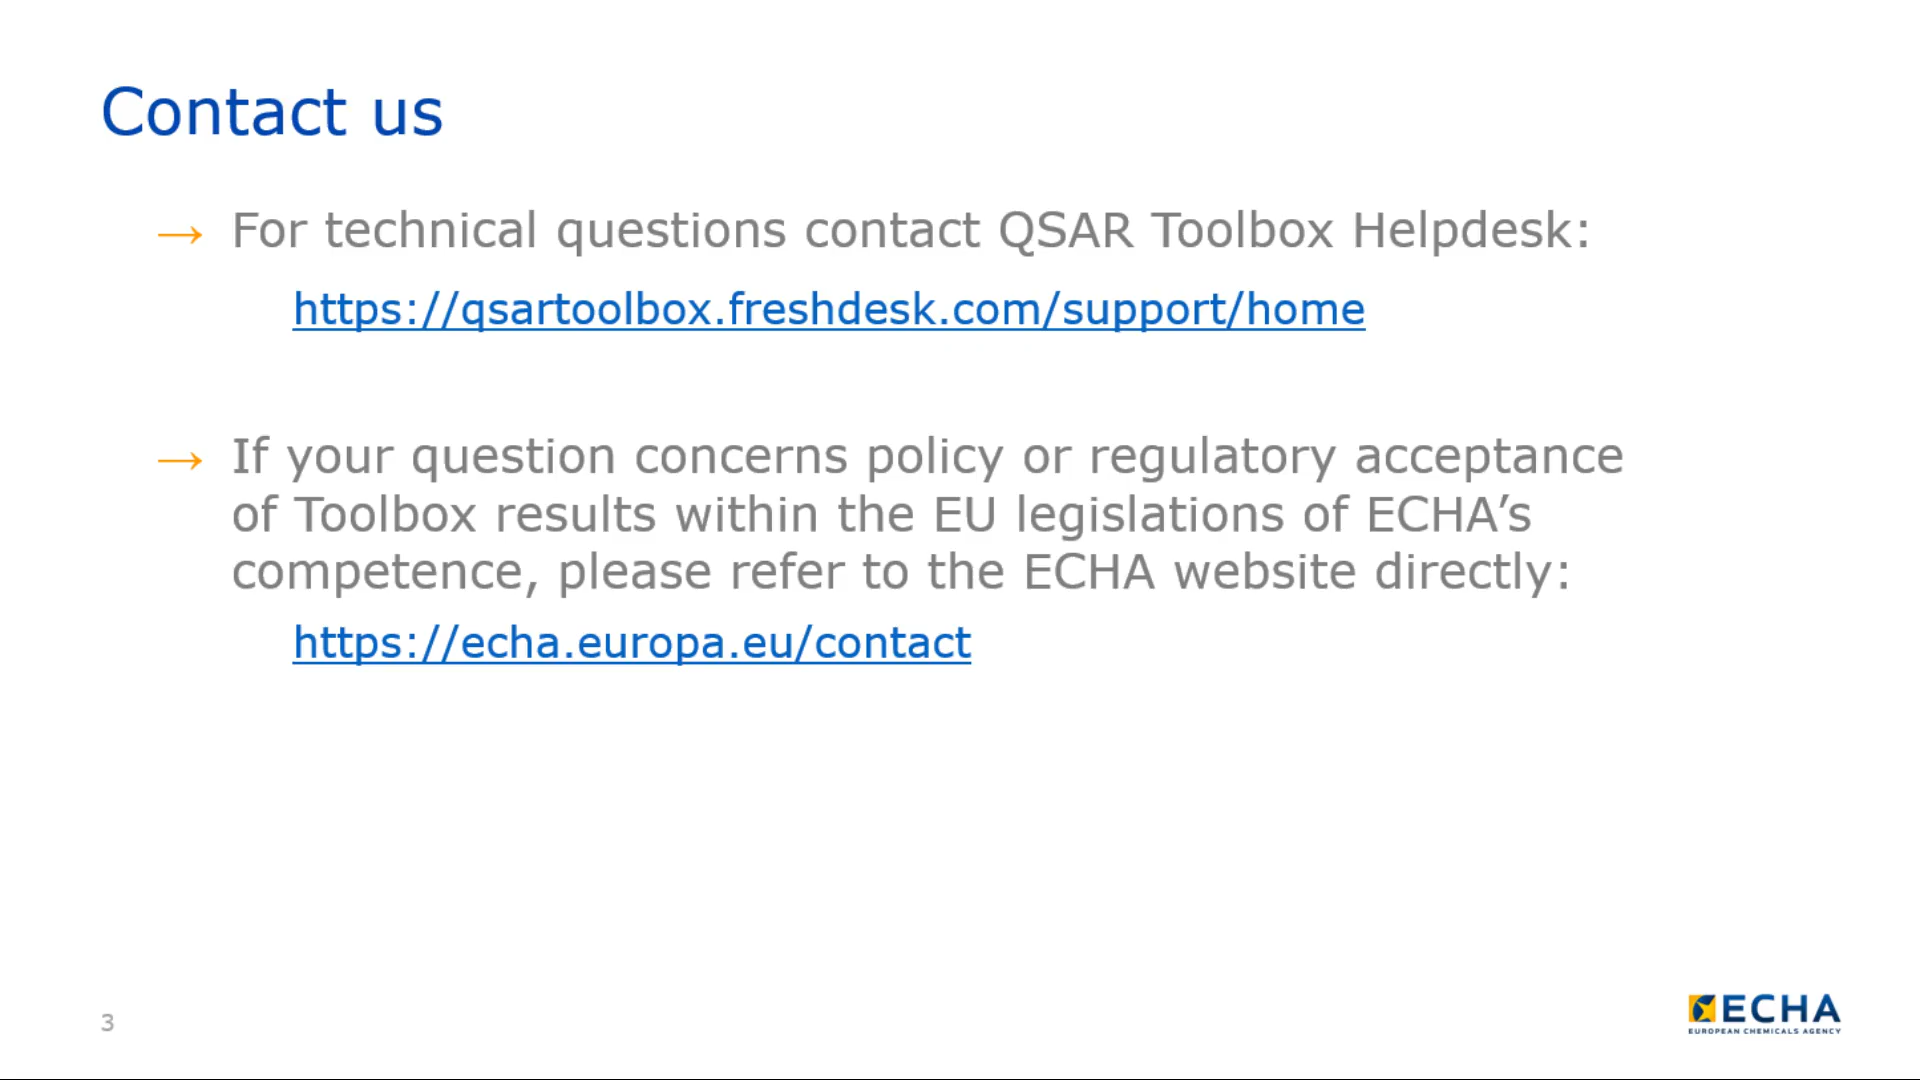 Contact us
→ For technical questions contact QSAR Toolbox Helpdesk:
https://qsartoolbox.freshdesk.com/support/home
→ If your question concerns policy or regulatory acceptance
of Toolbox results within the EU legislations of ECHA’s
competence, please refer to the ECHA website directly:
https://echa.europa.eu/contact
3
ECHA
EUROPEAN CHEMICALS AGENCY